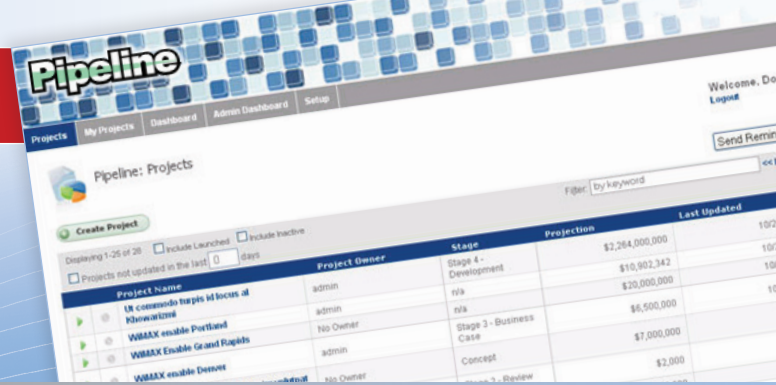 Pipeline
Projects My Projects Dashboard Admin Dashboard Setup
Welcome, Do
Logout
Pipeline: Projects
Send Remin
Filter: by keyword <<
Create Project
Displaying 1-25 of 28 Include Launched Include Inactive
Projects not updated in the last 0 days
Project Name Project Owner Stage Projection Last Updated
Ut commodo turpis id locus at Khowarizmi admin Stage 4 - Development $2,264,000,000 10/2
WiMAX enable Portland admin n/a $10,902,342
WiMAX Enable Grand Rapids No Owner n/a $20,000,000
WiMAX enable Denver admin Stage 3 - Business Case $6,500,000
No Owner Concept $7,000,000
Review $2,000